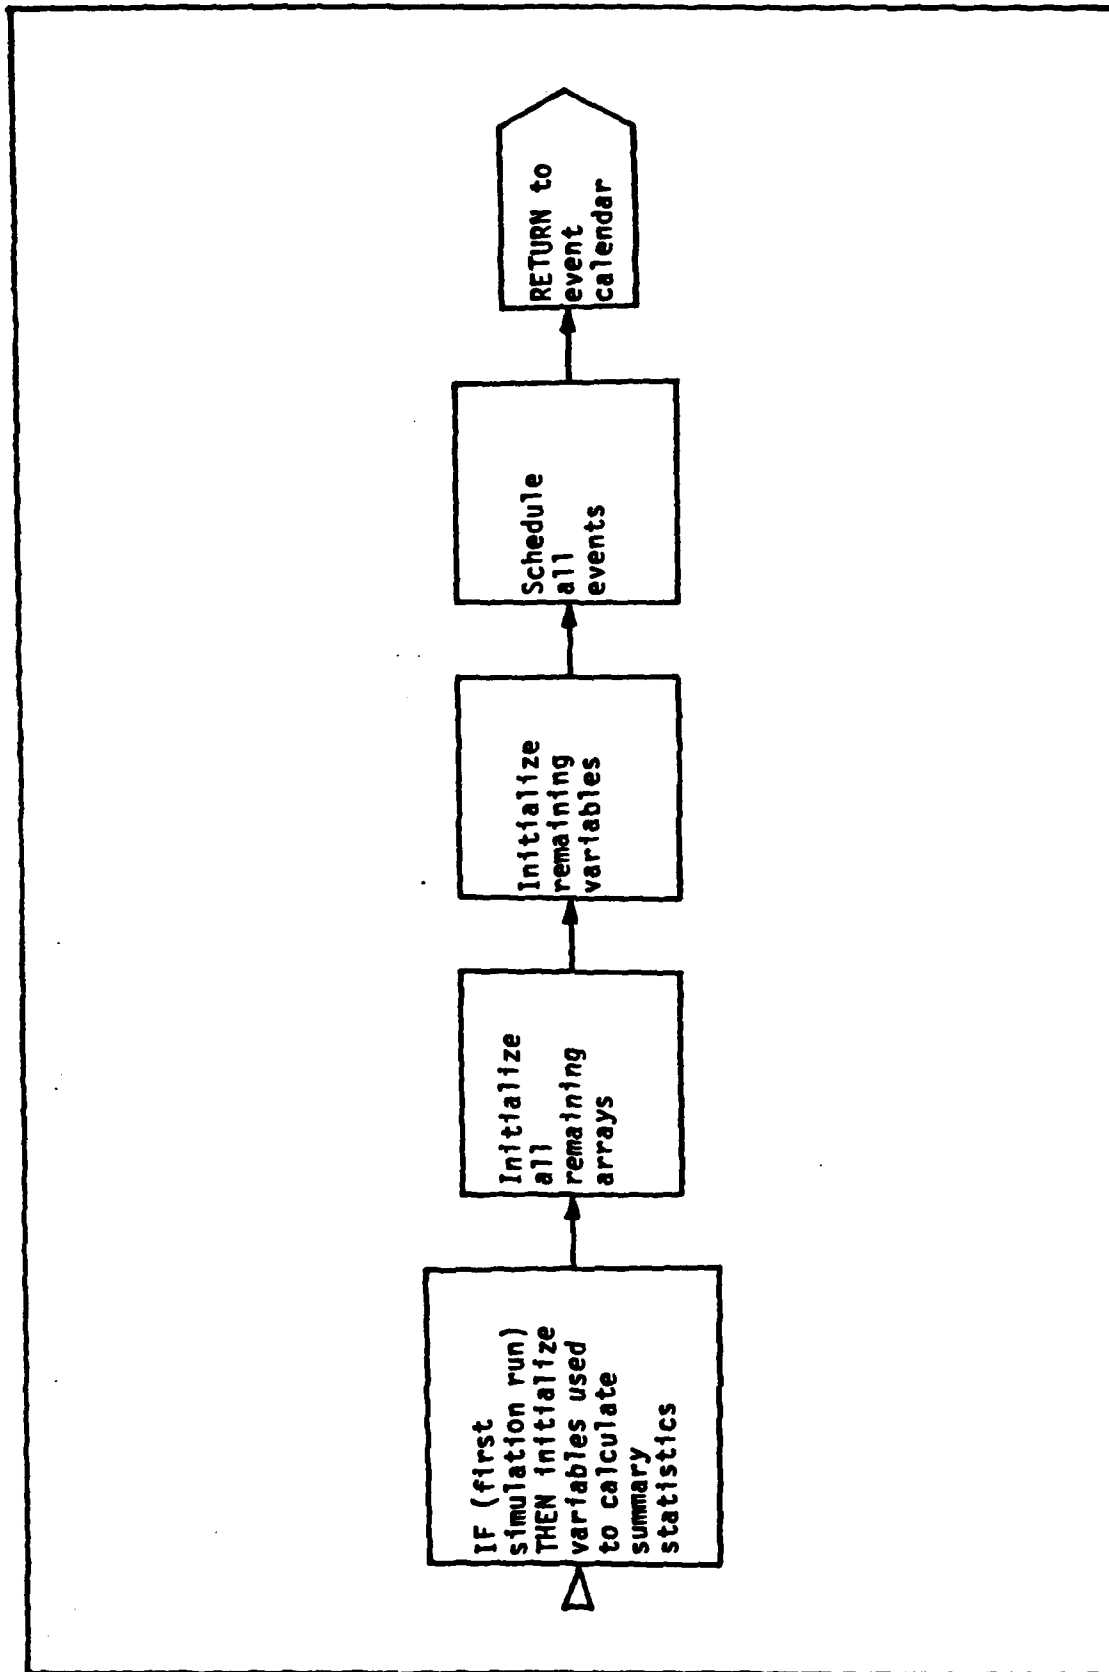 IF (first
simulation run)
THEN initialize
variables used
to calculate
summary
statistics
Initialize
all
remaining
arrays
Initialize
remaining
variables
Schedule
all
events
RETURN to
event
calendar